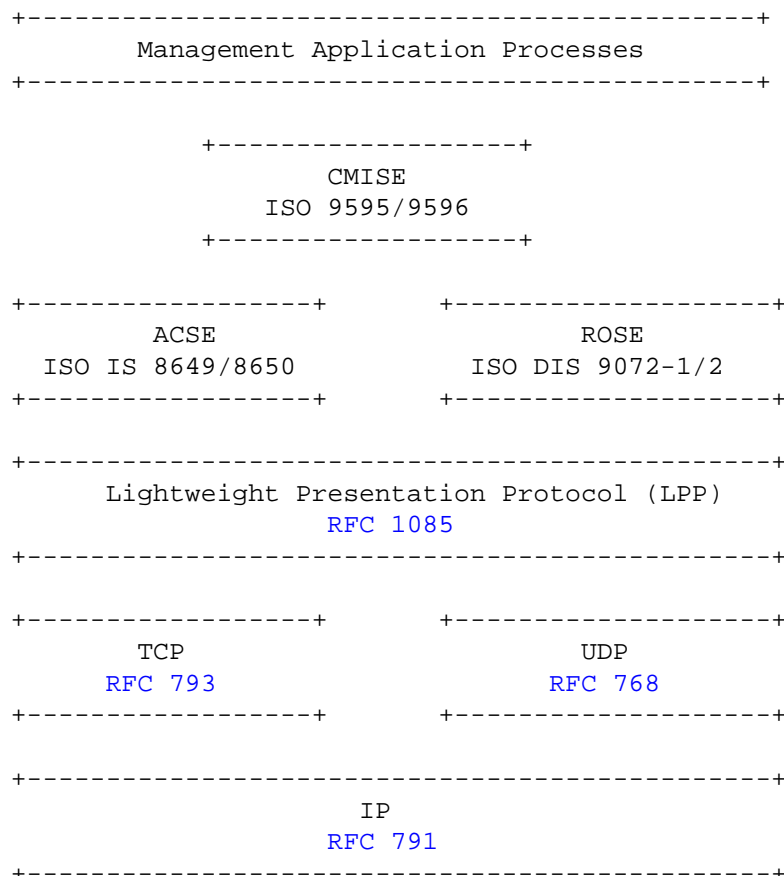 +-----------------------------------------------+
Management Application Processes
+-----------------------------------------------+
+-------------------+
CMISE
ISO 9595/9596
+-------------------+
+------------------+ +--------------------+
ACSE ROSE
ISO IS 8649/8650 ISO DIS 9072-1/2
+------------------+ +--------------------+
+-----------------------------------------------+
Lightweight Presentation Protocol (LPP)
RFC 1085
+-----------------------------------------------+
+------------------+ +--------------------+
TCP UDP
RFC 793 RFC 768
+------------------+ +--------------------+
+-----------------------------------------------+
IP
RFC 791
+-----------------------------------------------+